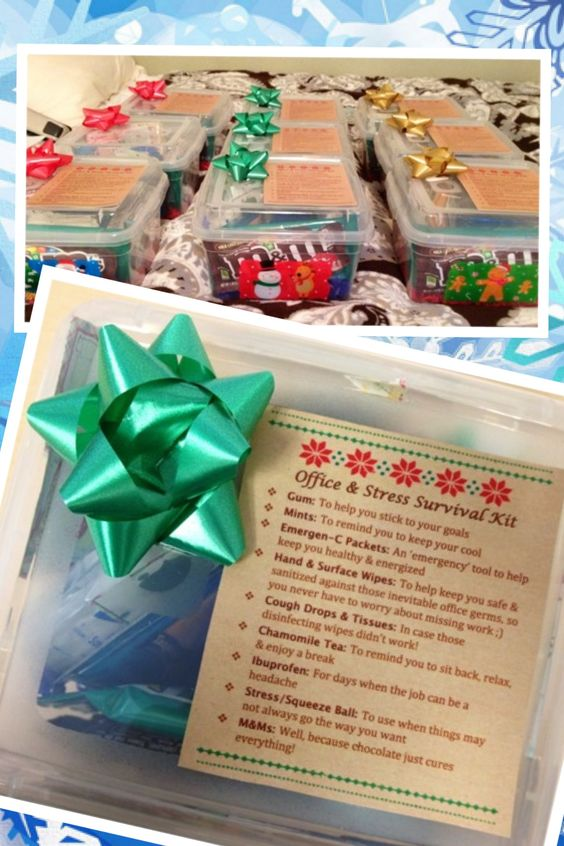 Office & Stress Survival Kit
❖ Gum: To help you stick to your goals
❖ Mints: To remind you to keep your cool
❖ Emergen-C Packets: An 'emergency' tool to help
keep you healthy & energized
❖ Hand & Surface Wipes: To help keep you safe &
sanitized against those inevitable office germs, so
you never have to worry about missing work ;)
❖ Cough Drops & Tissues: In case those
disinfecting wipes didn't work!
❖ Chamomile Tea: To remind you to sit back, relax,
& enjoy a break
❖ Ibuprofen: For days when the job can be a
headache
❖ Stress/Squeeze Ball: To use when things may
not always go the way you want
❖ M&Ms: Well, because chocolate just cures
everything!